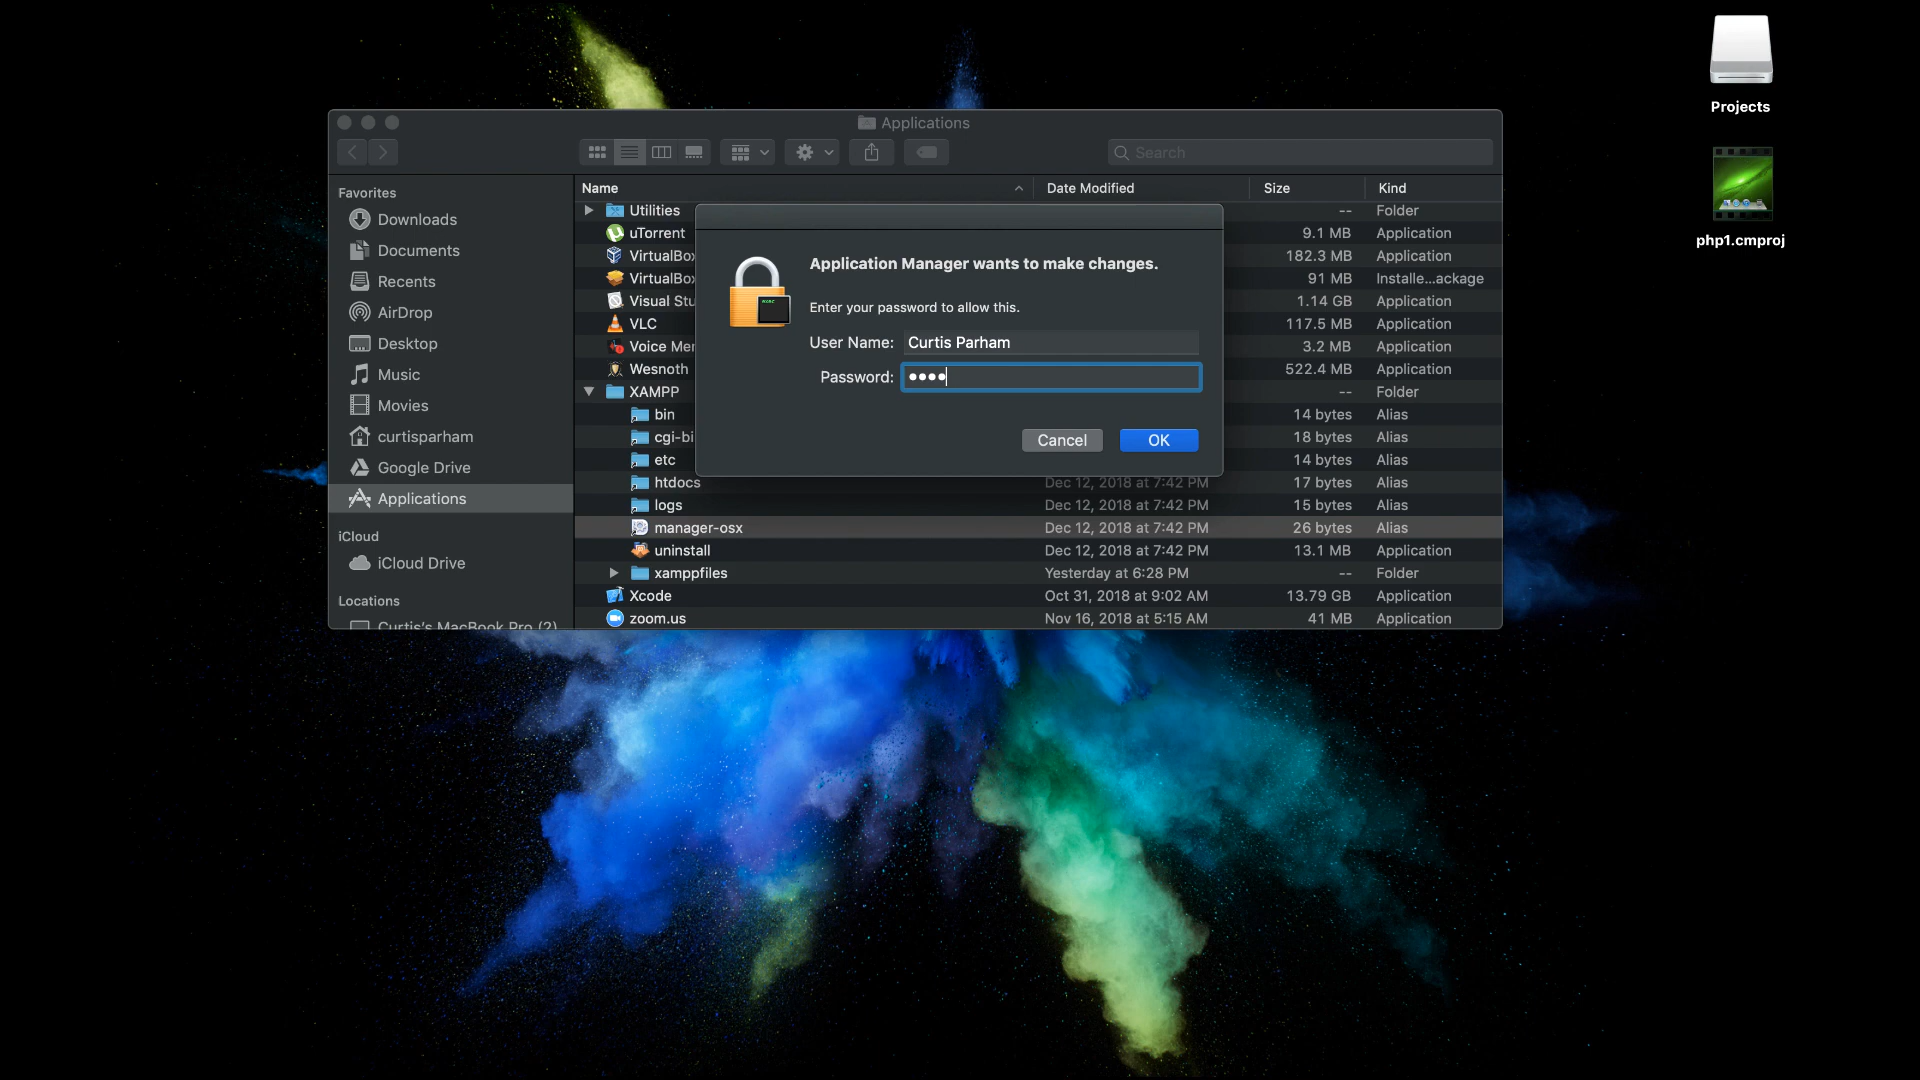 Projects
php1.cmproj
Applications
Search
Favorites
Downloads
Documents
Recents
AirDrop
Desktop
Music
Movies
curtisparham
Google Drive
Applications
iCloud
iCloud Drive
Locations
Curtis's MacBook Pro (2)
Name Date Modified Size Kind
Utilities -- Folder
uTorrent 9.1 MB Application
VirtualBox 182.3 MB Application
VirtualBox 91 MB Installe...ackage
Visual Stu 1.14 GB Application
VLC 117.5 MB Application
Voice Mer 3.2 MB Application
Wesnoth 522.4 MB Application
XAMPP -- Folder
bin 14 bytes Alias
cgi-bi 18 bytes Alias
etc 14 bytes Alias
htdocs Dec 12, 2018 at 7:42 PM 17 bytes Alias
logs Dec 12, 2018 at 7:42 PM 15 bytes Alias
manager-osx Dec 12, 2018 at 7:42 PM 26 bytes Alias
uninstall Dec 12, 2018 at 7:42 PM 13.1 MB Application
xamppfiles Yesterday at 6:28 PM -- Folder
Xcode Oct 31, 2018 at 9:02 AM 13.79 GB Application
zoom.us Nov 16, 2018 at 5:15 AM 41 MB Application
Application Manager wants to make changes.
Enter your password to allow this.
User Name: Curtis Parham
Password: ••••
Cancel OK